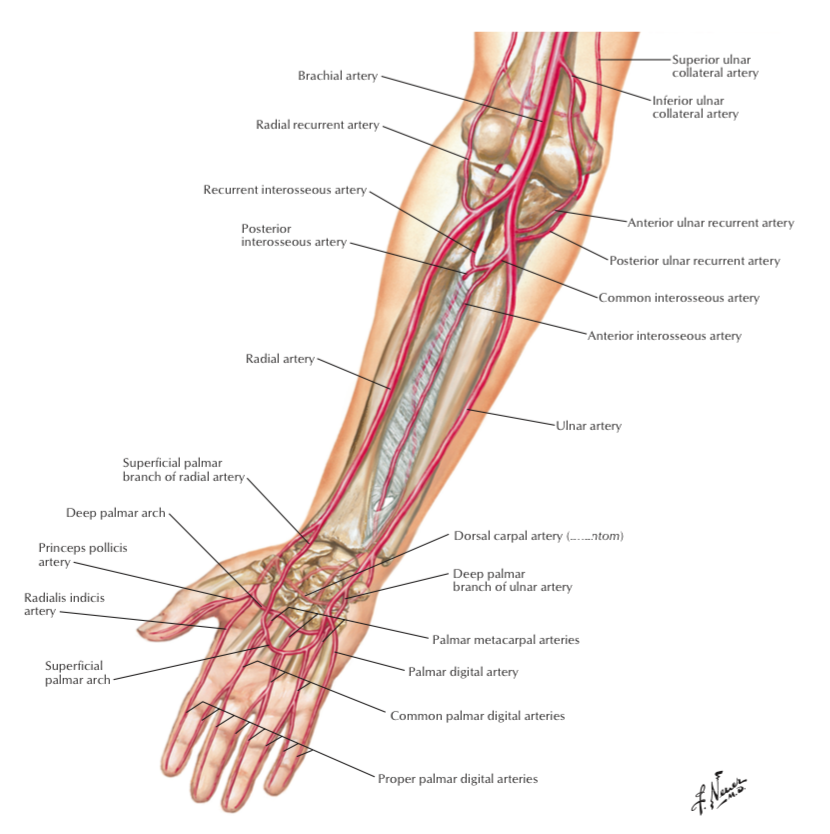 Superior ulnar
collateral artery
Brachial artery
Inferior ulnar
collateral artery
Radial recurrent artery
Recurrent interosseous artery
Anterior ulnar recurrent artery
Posterior
interosseous artery
Posterior ulnar recurrent artery
Common interosseous artery
Anterior interosseous artery
Radial artery
Ulnar artery
Superficial palmar
branch of radial artery
Deep palmar arch
Dorsal carpal artery
Princeps pollicis
artery
Deep palmar
branch of ulnar artery
Radialis indicis
artery
Palmar metacarpal arteries
Superficial
palmar arch
Palmar digital artery
Common palmar digital arteries
Proper palmar digital arteries
F. Netter
M.D.